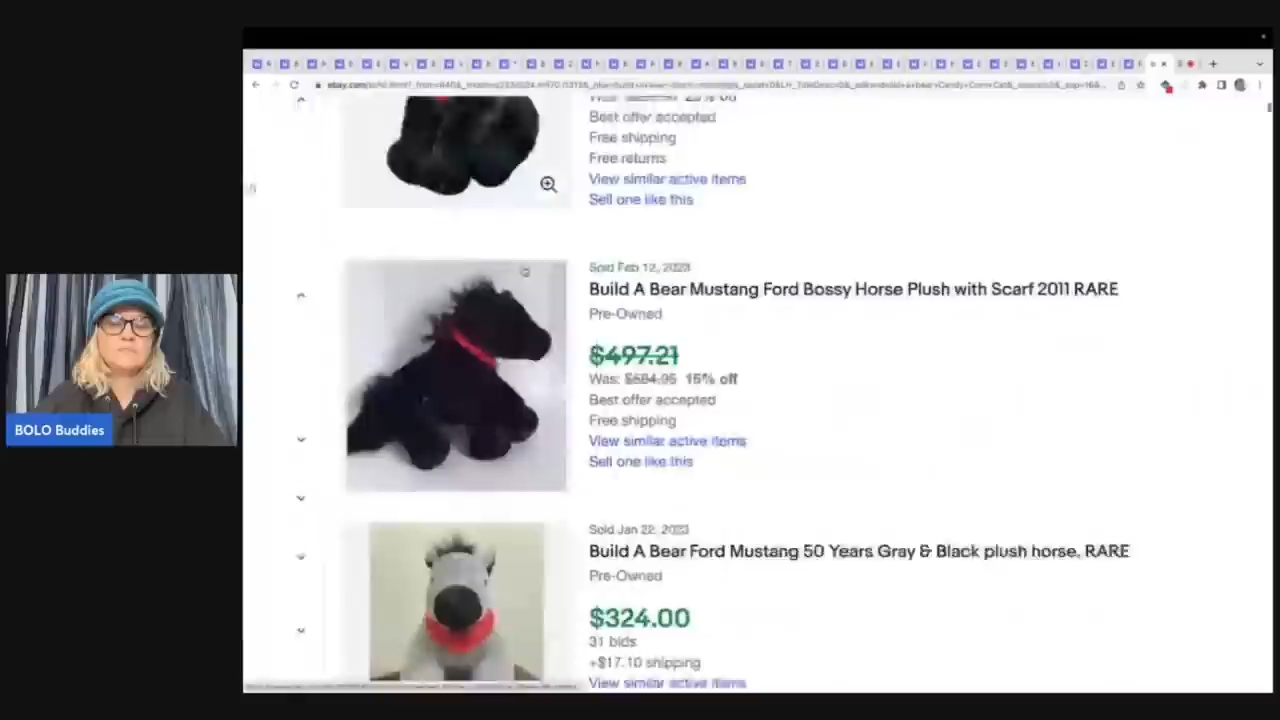 Best offer accepted
Free shipping
Free returns
View similar active items
Sell one like this
Sold Feb 12, 2023
Build A Bear Mustang Ford Bossy Horse Plush with Scarf 2011 RARE
Pre-Owned
$497.21
Was: $584.95 15% off
Best offer accepted
Free shipping
View similar active items
Sell one like this
BOLO Buddies
Sold Jan 22, 2023
Build A Bear Ford Mustang 50 Years Gray & Black plush horse. RARE
Pre-Owned
$324.00
31 bids
+$17.10 shipping
View similar active items